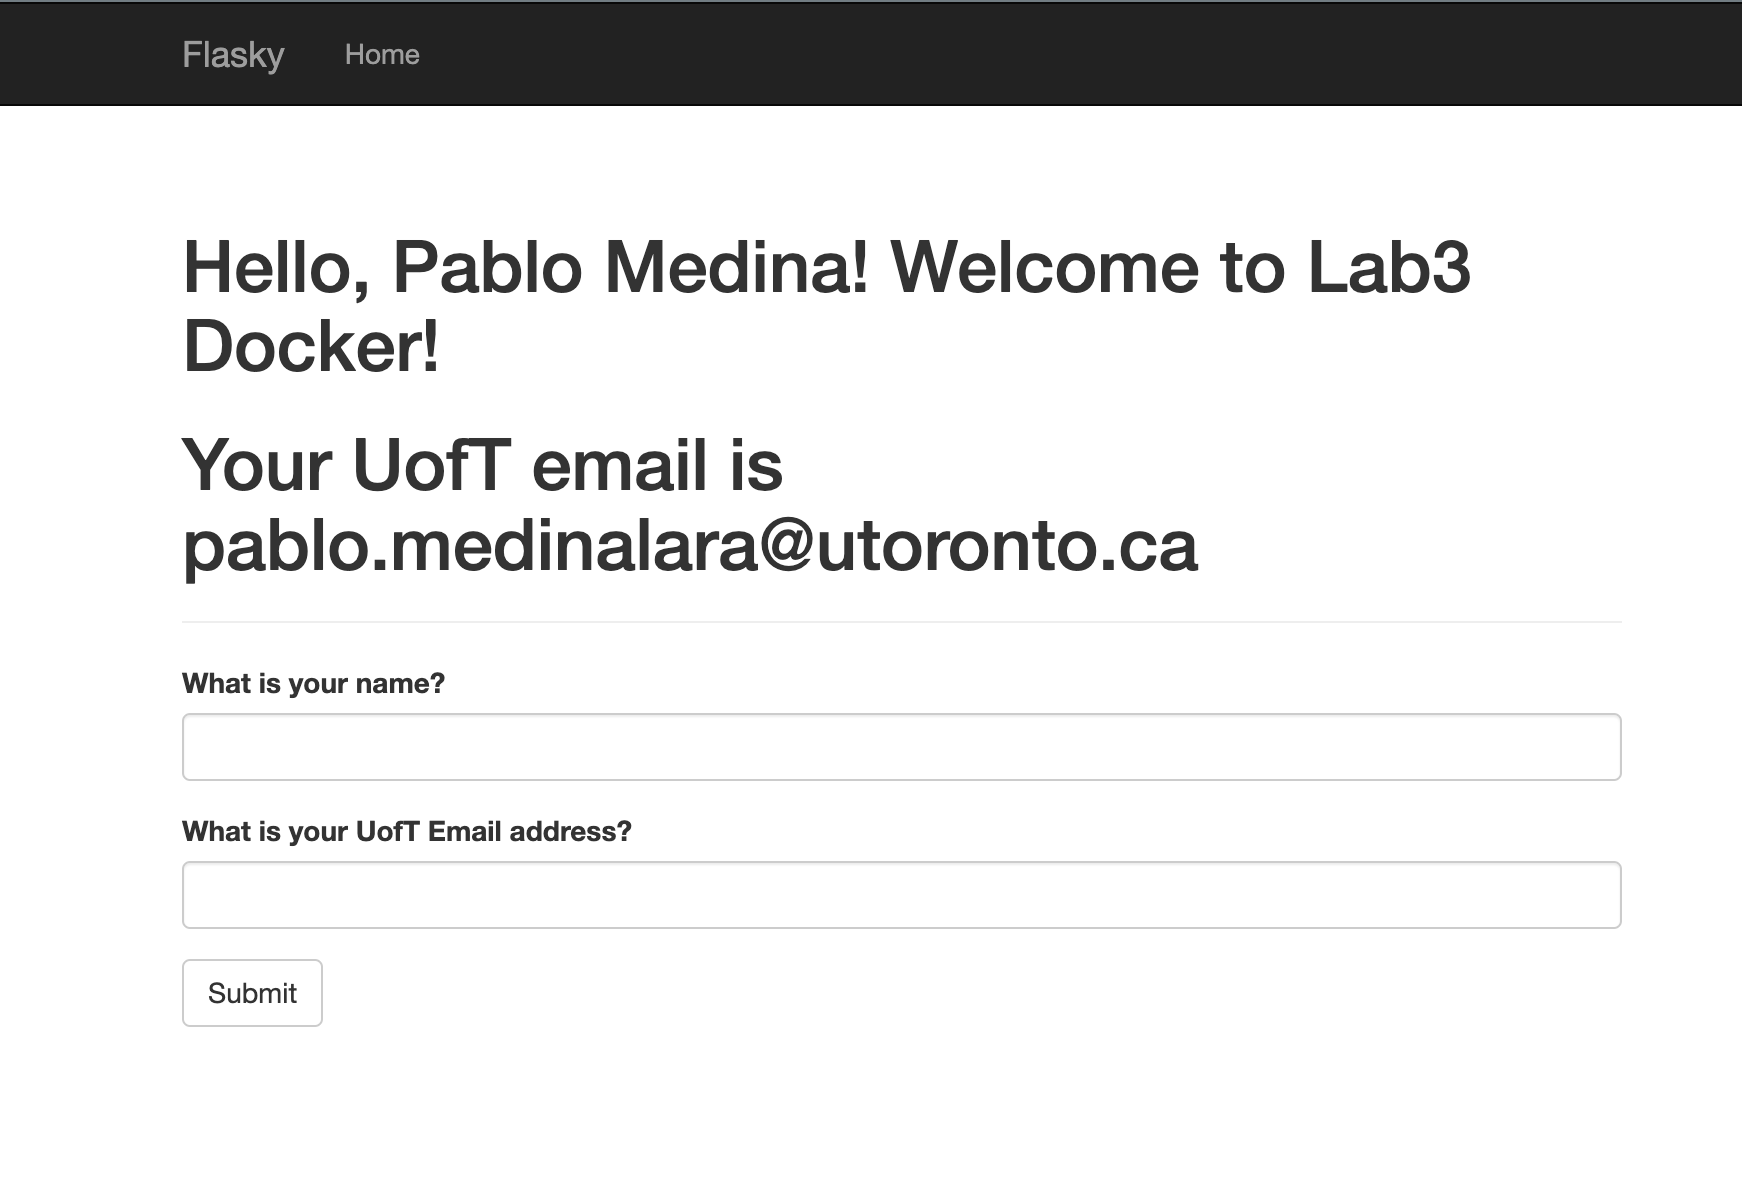 Flasky Home
Hello, Pablo Medina! Welcome to Lab3
Docker!
Your UofT email is
pablo.medinalara@utoronto.ca
What is your name?
What is your UofT Email address?
Submit